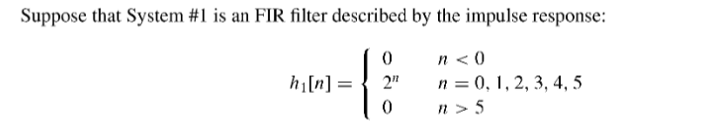 Suppose that System #1 is an FIR filter described by the impulse response:
h₁[n] = { 0 n < 0
2ⁿ n = 0, 1, 2, 3, 4, 5
0 n > 5